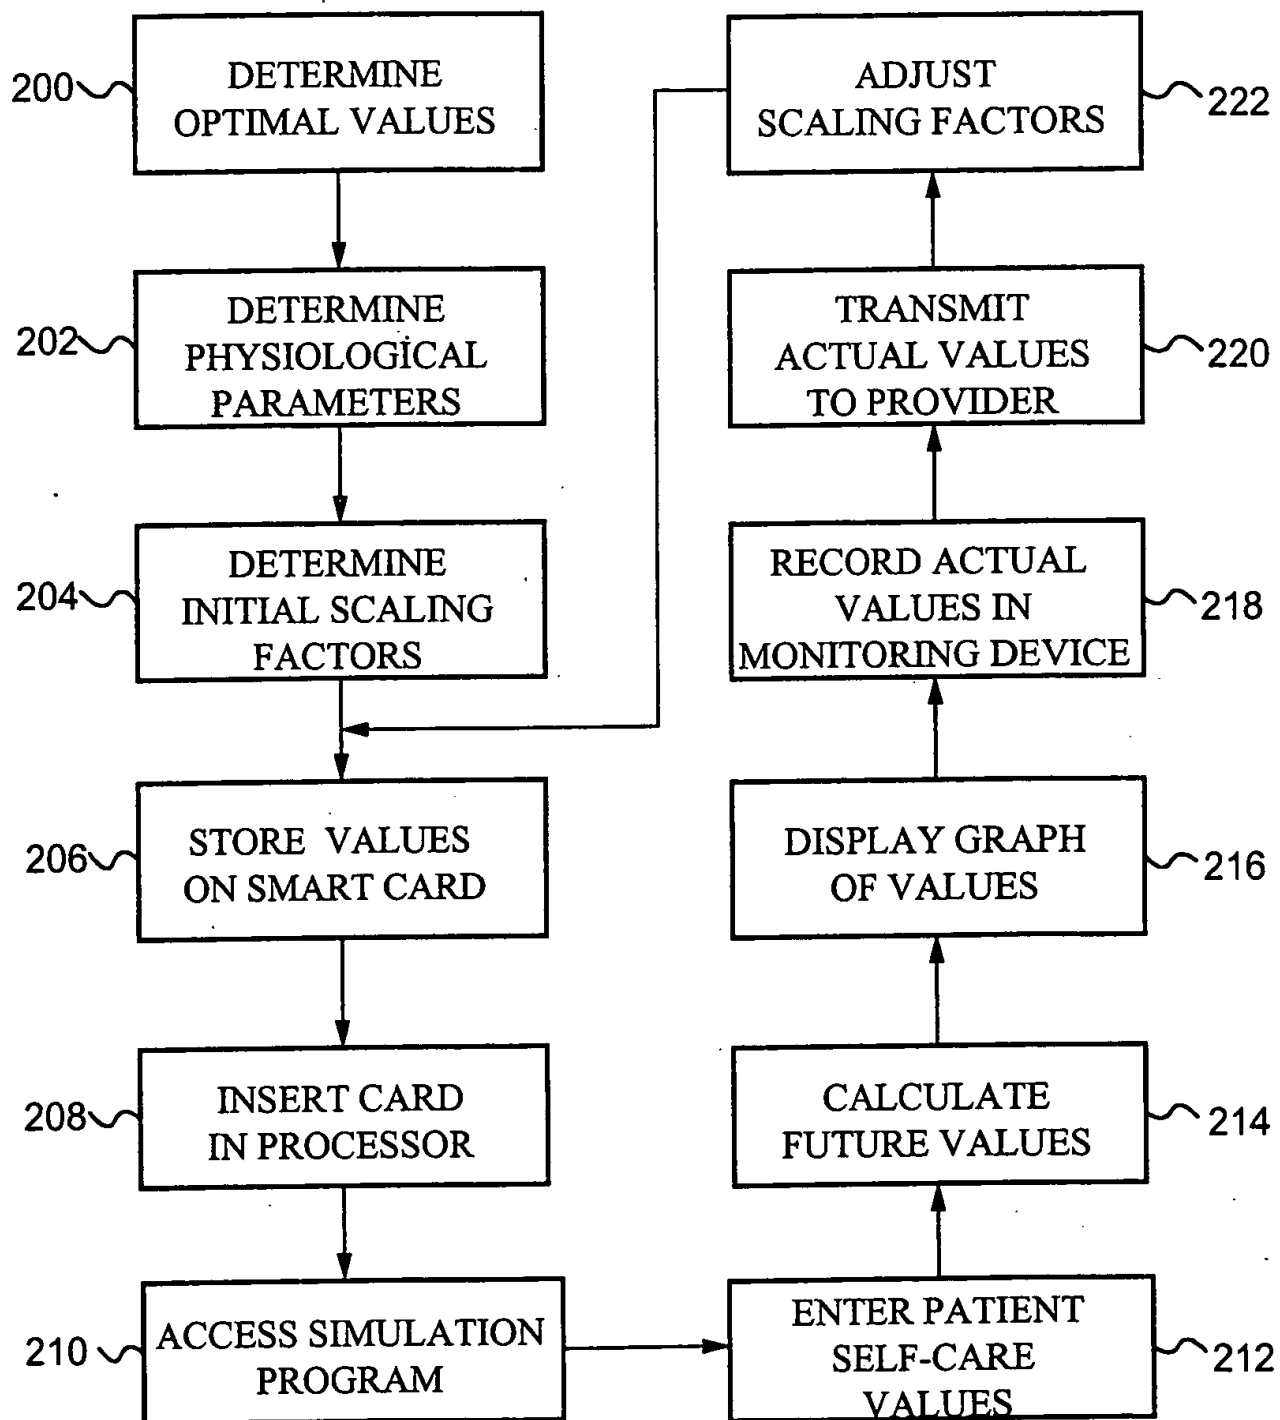 200
DETERMINE
OPTIMAL VALUES
202
DETERMINE
PHYSIOLOGICAL
PARAMETERS
204
DETERMINE
INITIAL SCALING
FACTORS
206
STORE VALUES
ON SMART CARD
208
INSERT CARD
IN PROCESSOR
210
ACCESS SIMULATION
PROGRAM
ENTER PATIENT
SELF-CARE
VALUES
212
CALCULATE
FUTURE VALUES
214
DISPLAY GRAPH
OF VALUES
216
RECORD ACTUAL
VALUES IN
MONITORING DEVICE
218
TRANSMIT
ACTUAL VALUES
TO PROVIDER
220
ADJUST
SCALING FACTORS
222